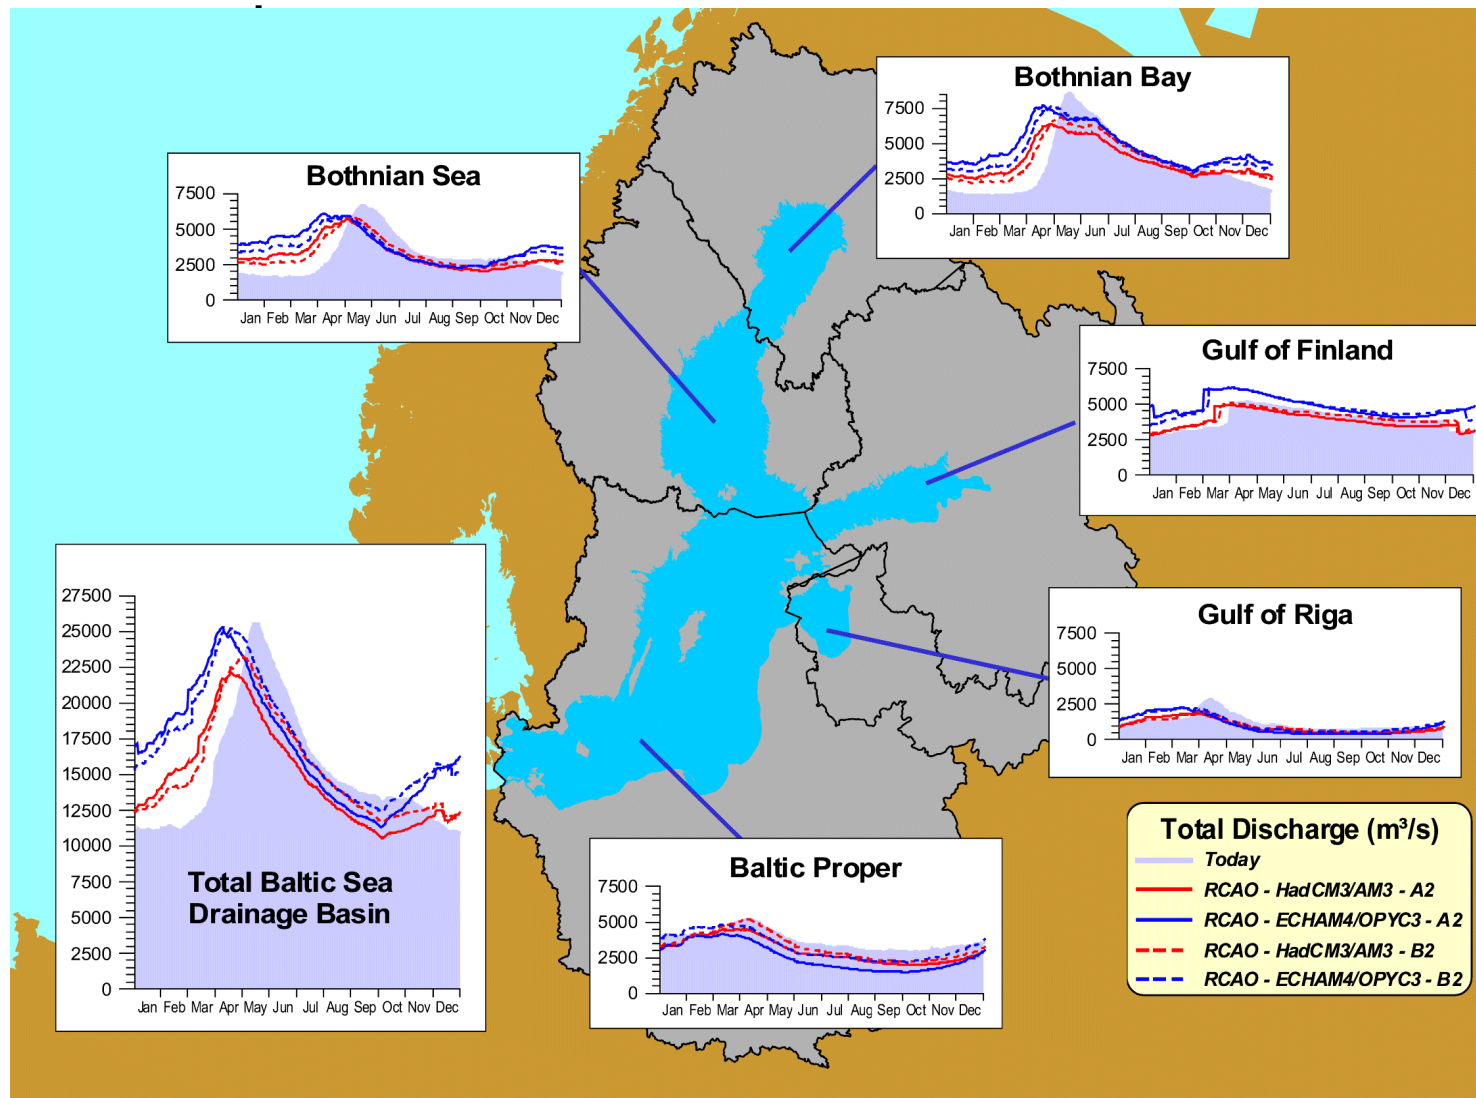 Bothnian Bay
7500
5000
2500
0
Jan Feb Mar Apr May Jun Jul Aug Sep Oct Nov Dec
Bothnian Sea
7500
5000
2500
0
Jan Feb Mar Apr May Jun Jul Aug Sep Oct Nov Dec
Gulf of Finland
7500
5000
2500
0
Jan Feb Mar Apr May Jun Jul Aug Sep Oct Nov Dec
27500
25000
22500
20000
17500
15000
12500
10000
7500
5000
2500
0
Total Baltic Sea
Drainage Basin
Jan Feb Mar Apr May Jun Jul Aug Sep Oct Nov Dec
Gulf of Riga
7500
5000
2500
0
Jan Feb Mar Apr May Jun Jul Aug Sep Oct Nov Dec
Baltic Proper
7500
5000
2500
0
Jan Feb Mar Apr May Jun Jul Aug Sep Oct Nov Dec
Total Discharge (m³/s)
Today
RCAO - HadCM3/AM3 - A2
RCAO - ECHAM4/OPYC3 - A2
RCAO - HadCM3/AM3 - B2
RCAO - ECHAM4/OPYC3 - B2